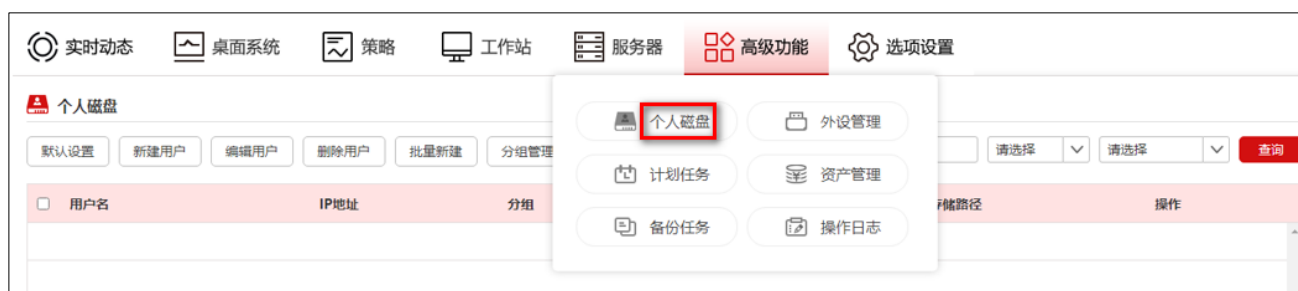 实时动态 桌面系统 策略 工作站 服务器 高级功能 选项设置
个人磁盘
个人磁盘 外设管理
默认设置 新建用户 编辑用户 删除用户 批量新建 分组管理 请选择 请选择 查询
计划任务 资产管理
用户名 IP地址 分组 存储路径 操作
备份任务 操作日志